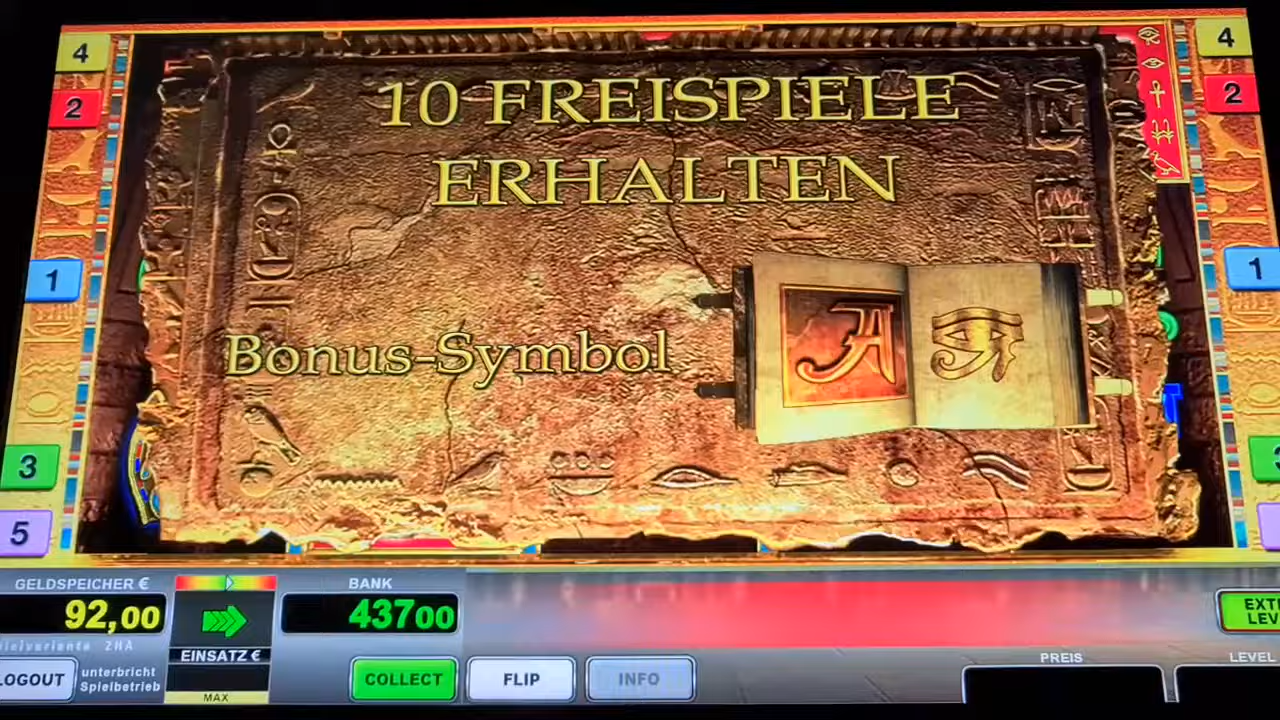 4
4
2
2
10 FREISPIELE
ERHALTEN
1
1
Bonus-Symbol
A
3
5
GELDSPEICHER €
BANK
92,00
43700
EINSATZ €
MAX
LOGOUT
unterbricht
Spielbetrieb
COLLECT
FLIP
INFO
PREIS
LEVEL